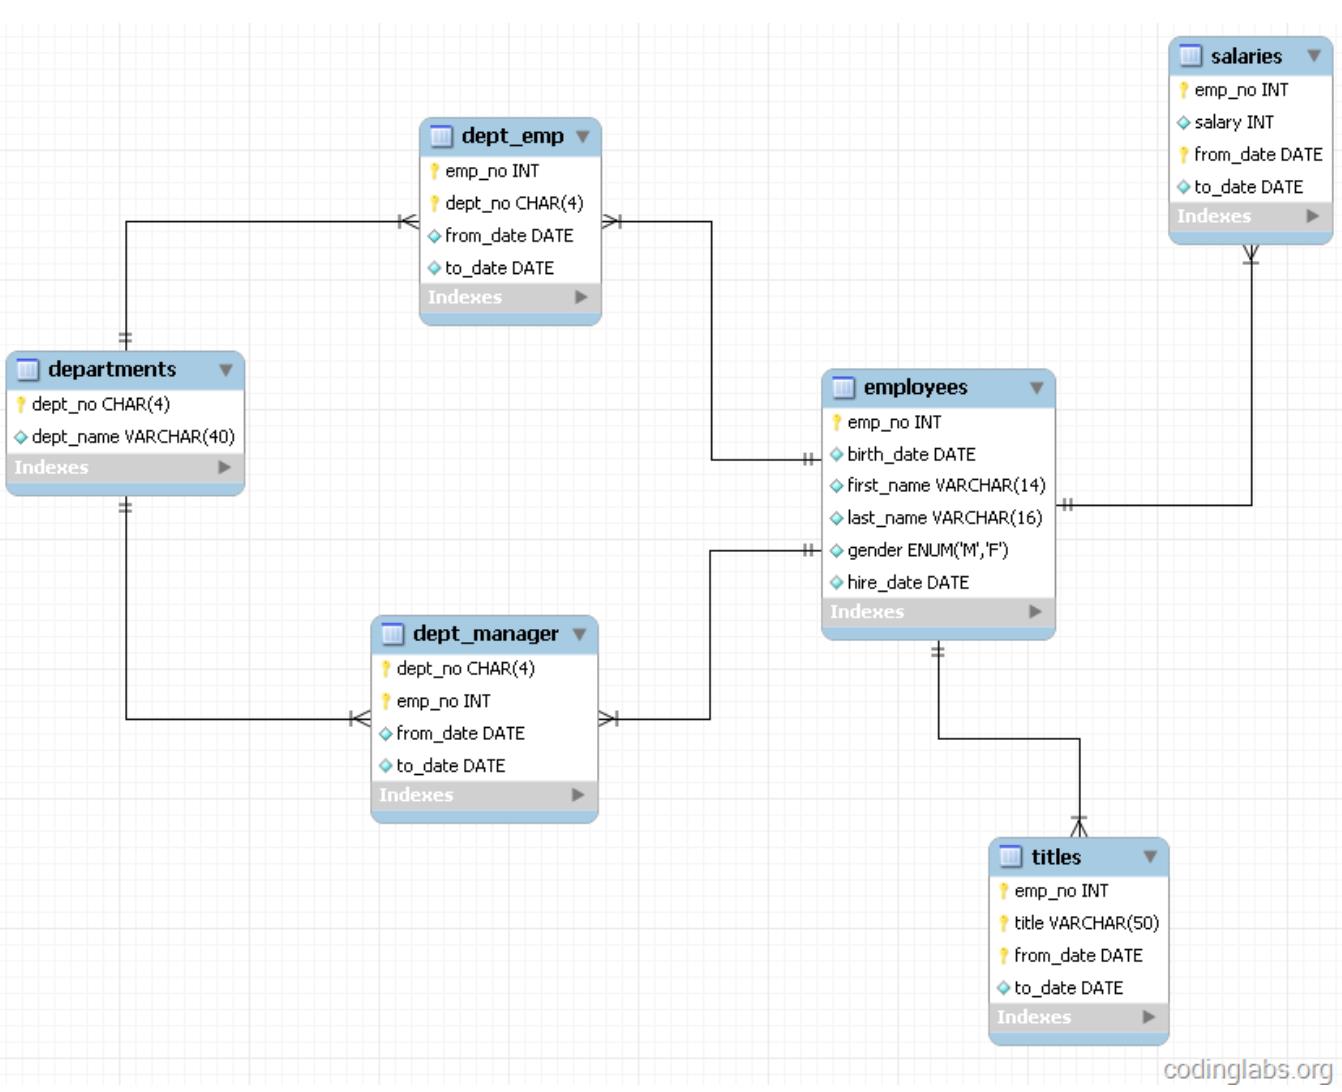 salaries
emp_no INT
salary INT
from_date DATE
to_date DATE
Indexes
dept_emp
emp_no INT
dept_no CHAR(4)
from_date DATE
to_date DATE
Indexes
departments
dept_no CHAR(4)
dept_name VARCHAR(40)
Indexes
employees
emp_no INT
birth_date DATE
first_name VARCHAR(14)
last_name VARCHAR(16)
gender ENUM('M','F')
hire_date DATE
Indexes
dept_manager
dept_no CHAR(4)
emp_no INT
from_date DATE
to_date DATE
Indexes
titles
emp_no INT
title VARCHAR(50)
from_date DATE
to_date DATE
Indexes
codinglabs.org